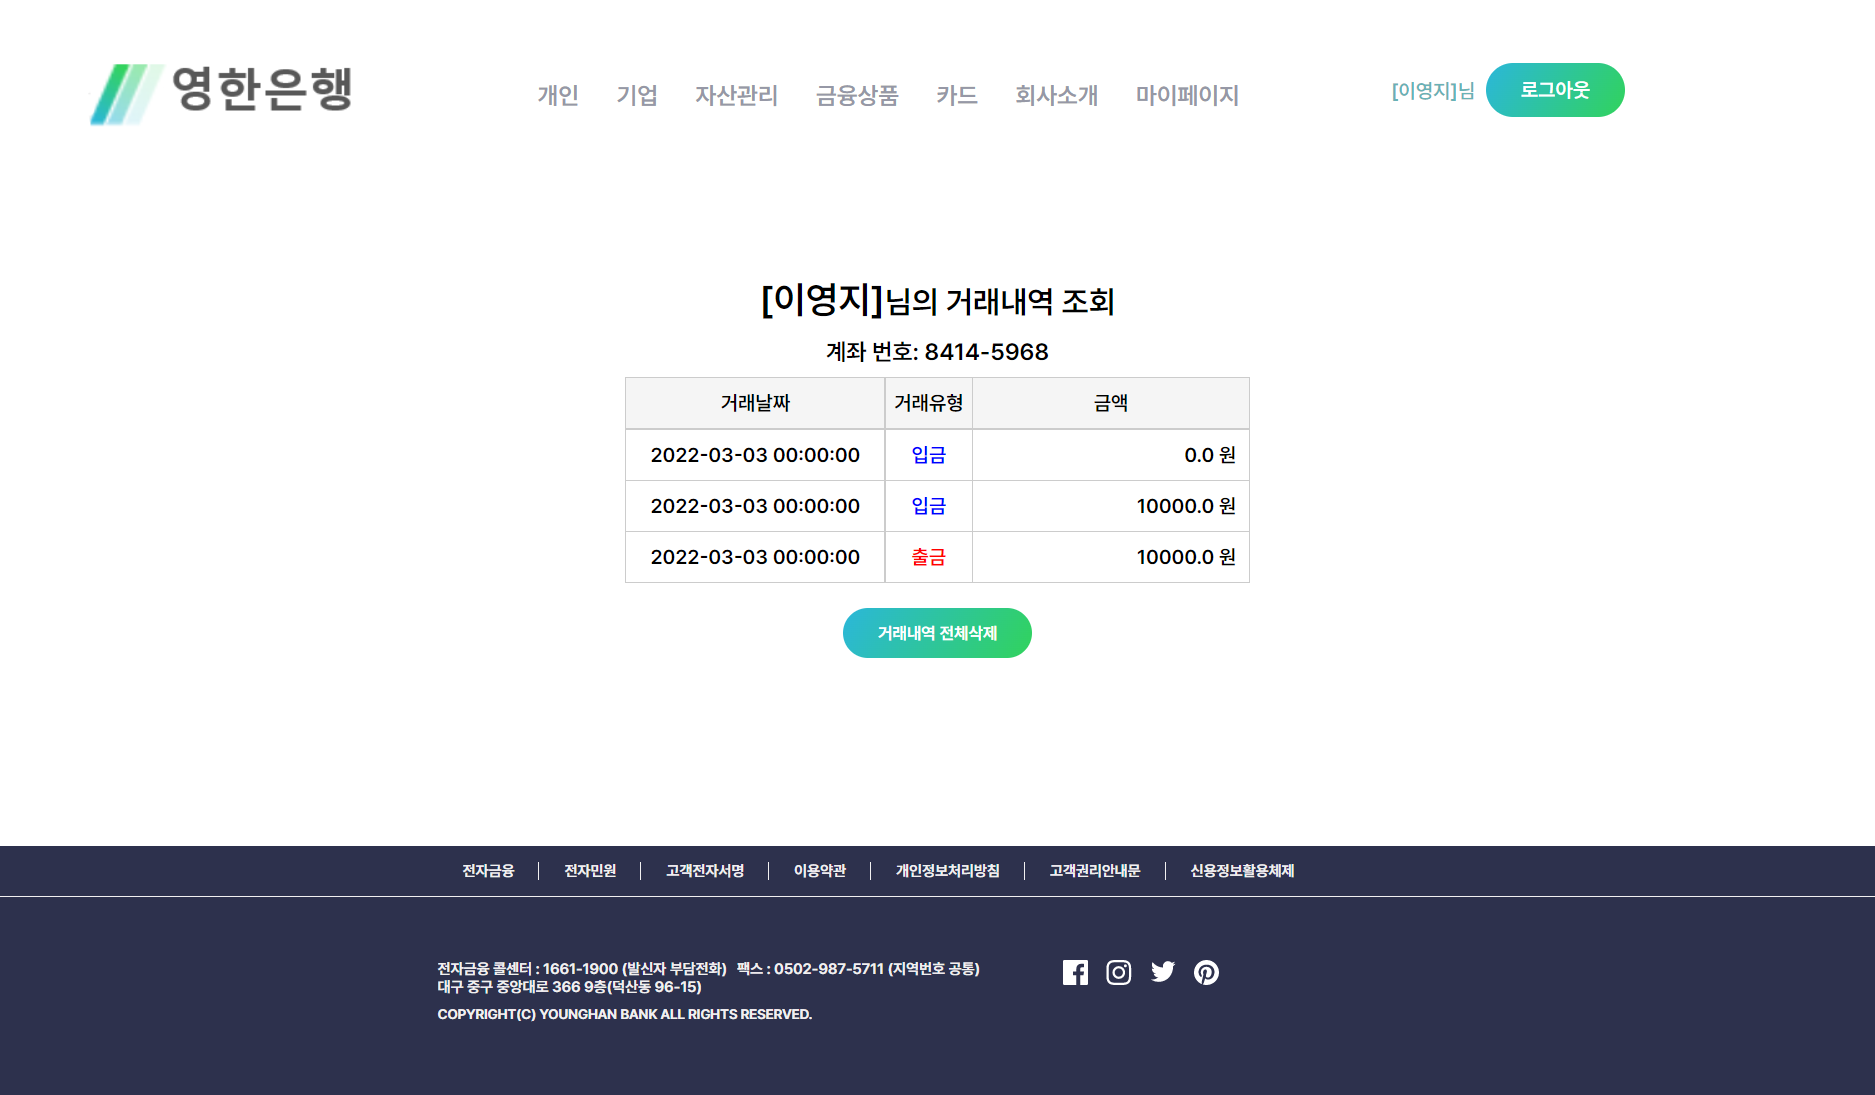 영한은행
개인 기업 자산관리 금융상품 카드 회사소개 마이페이지
[이영지]님 로그아웃
[이영지]님의 거래내역 조회
계좌 번호: 8414-5968
거래날짜 거래유형 금액
2022-03-03 00:00:00 입금 0.0 원
2022-03-03 00:00:00 입금 10000.0 원
2022-03-03 00:00:00 출금 10000.0 원
거래내역 전체삭제
전자금융 전자민원 고객전자서명 이용약관 개인정보처리방침 고객권리안내문 신용정보활용체제
전자금융 콜센터 : 1661-1900 (발신자 부담전화) 팩스 : 0502-987-5711 (지역번호 공통)
대구 중구 중앙대로 366 9층(덕산동 96-15)
COPYRIGHT(C) YOUNGHAN BANK ALL RIGHTS RESERVED.